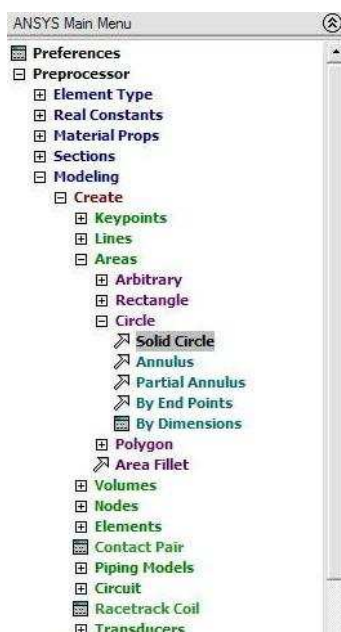 ANSYS Main Menu
Preferences
Preprocessor
Element Type
Real Constants
Material Props
Sections
Modeling
Create
Keypoints
Lines
Areas
Arbitrary
Rectangle
Circle
Solid Circle
Annulus
Partial Annulus
By End Points
By Dimensions
Polygon
Area Fillet
Volumes
Nodes
Elements
Contact Pair
Piping Models
Circuit
Racetrack Coil
Transducers